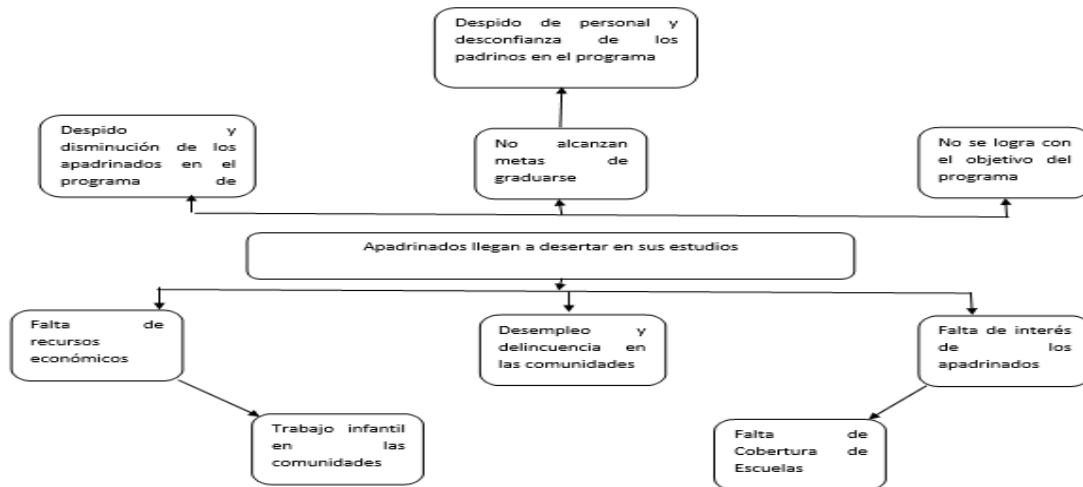 Despido de personal y
desconfianza de los
padrinos en el programa
Despido y
disminución de los
apadrinados en el
programa de
No alcanzan
metas de
graduarse
No se logra con
el objetivo del
programa
Apadrinados llegan a desertar en sus estudios
Falta de
recursos
económicos
Desempleo y
delincuencia en
las comunidades
Falta de interés
de los
apadrinados
Trabajo infantil
en las
comunidades
Falta de
Cobertura de
Escuelas